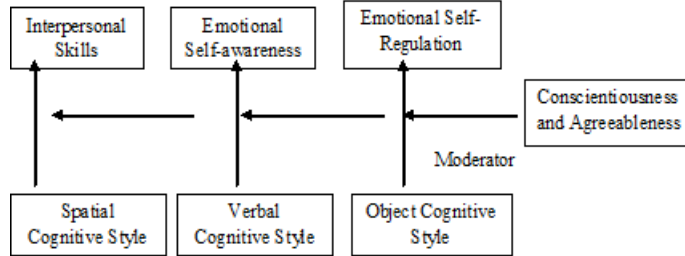 Interpersonal
Skills
Emotional
Self-awareness
Emotional Self-
Regulation
Conscientiousness
and Agreeableness
Moderator
Spatial
Cognitive Style
Verbal
Cognitive Style
Object Cognitive
Style